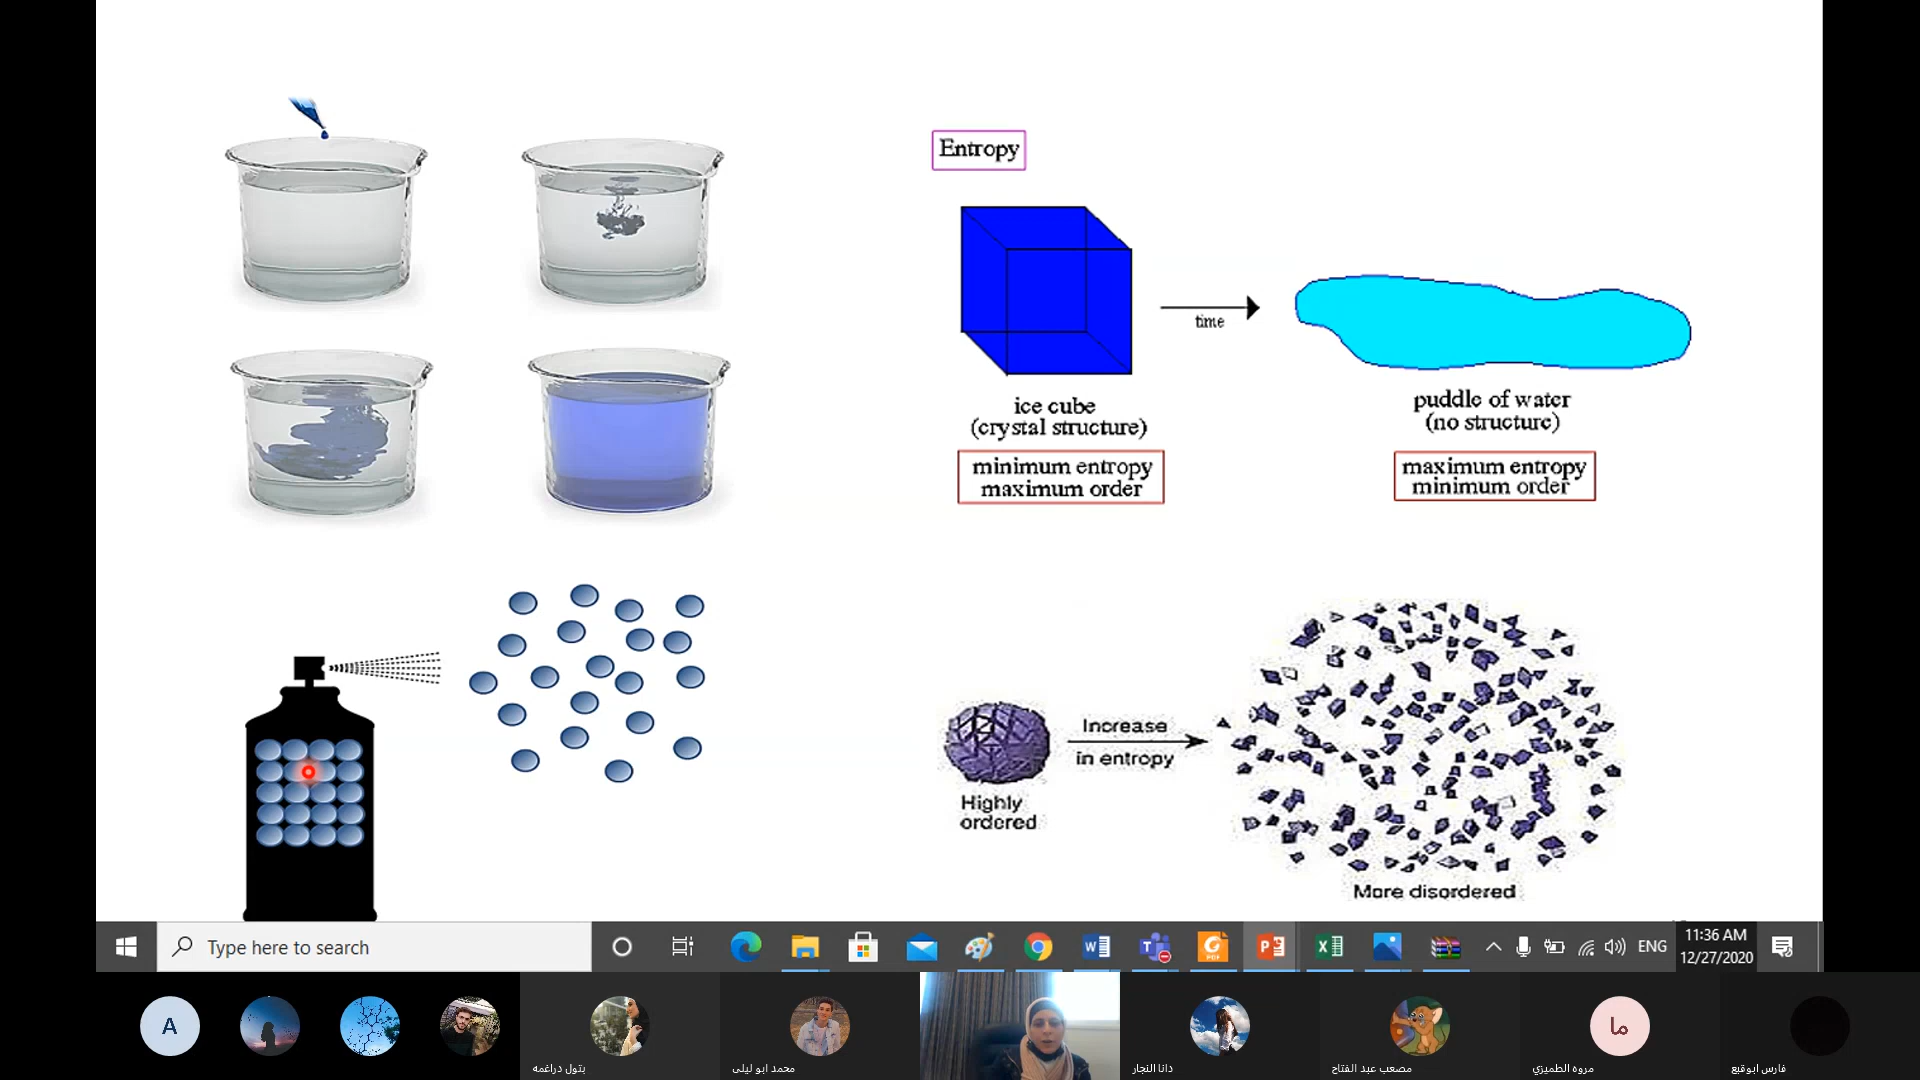 Entropy
time
ice cube
(crystal structure)
puddle of water
(no structure)
minimum entropy
maximum order
maximum entropy
minimum order
Increase
in entropy
Highly
ordered
More disordered
Type here to search
ENG
11:36 AM
12/27/2020
A
ما
بتول دراغمه
محمد ابو ليلى
دانا النجار
مصعب عبد الفتاح
مروه الطميزي
فارس ابوقبع